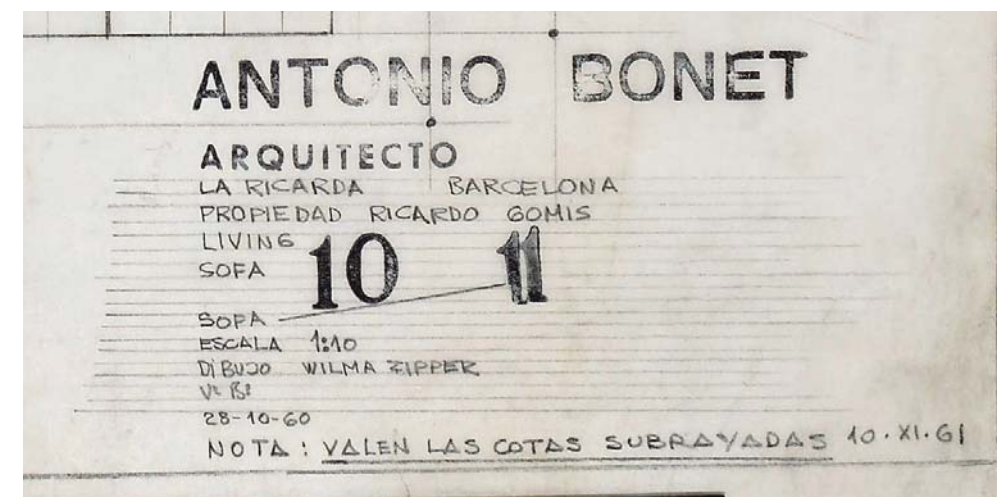 ANTONIO BONET
ARQUITECTO
LA RICARDA BARCELONA
PROPIEDAD RICARDO GOMIS
LIVING
SOFA 10 11
SOFA
ESCALA 1:10
DIBUJO WILMA ZIPPER
Vº Bº
28-10-60
NOTA : VALEN LAS COTAS SUBRAYADAS 10·XI·61